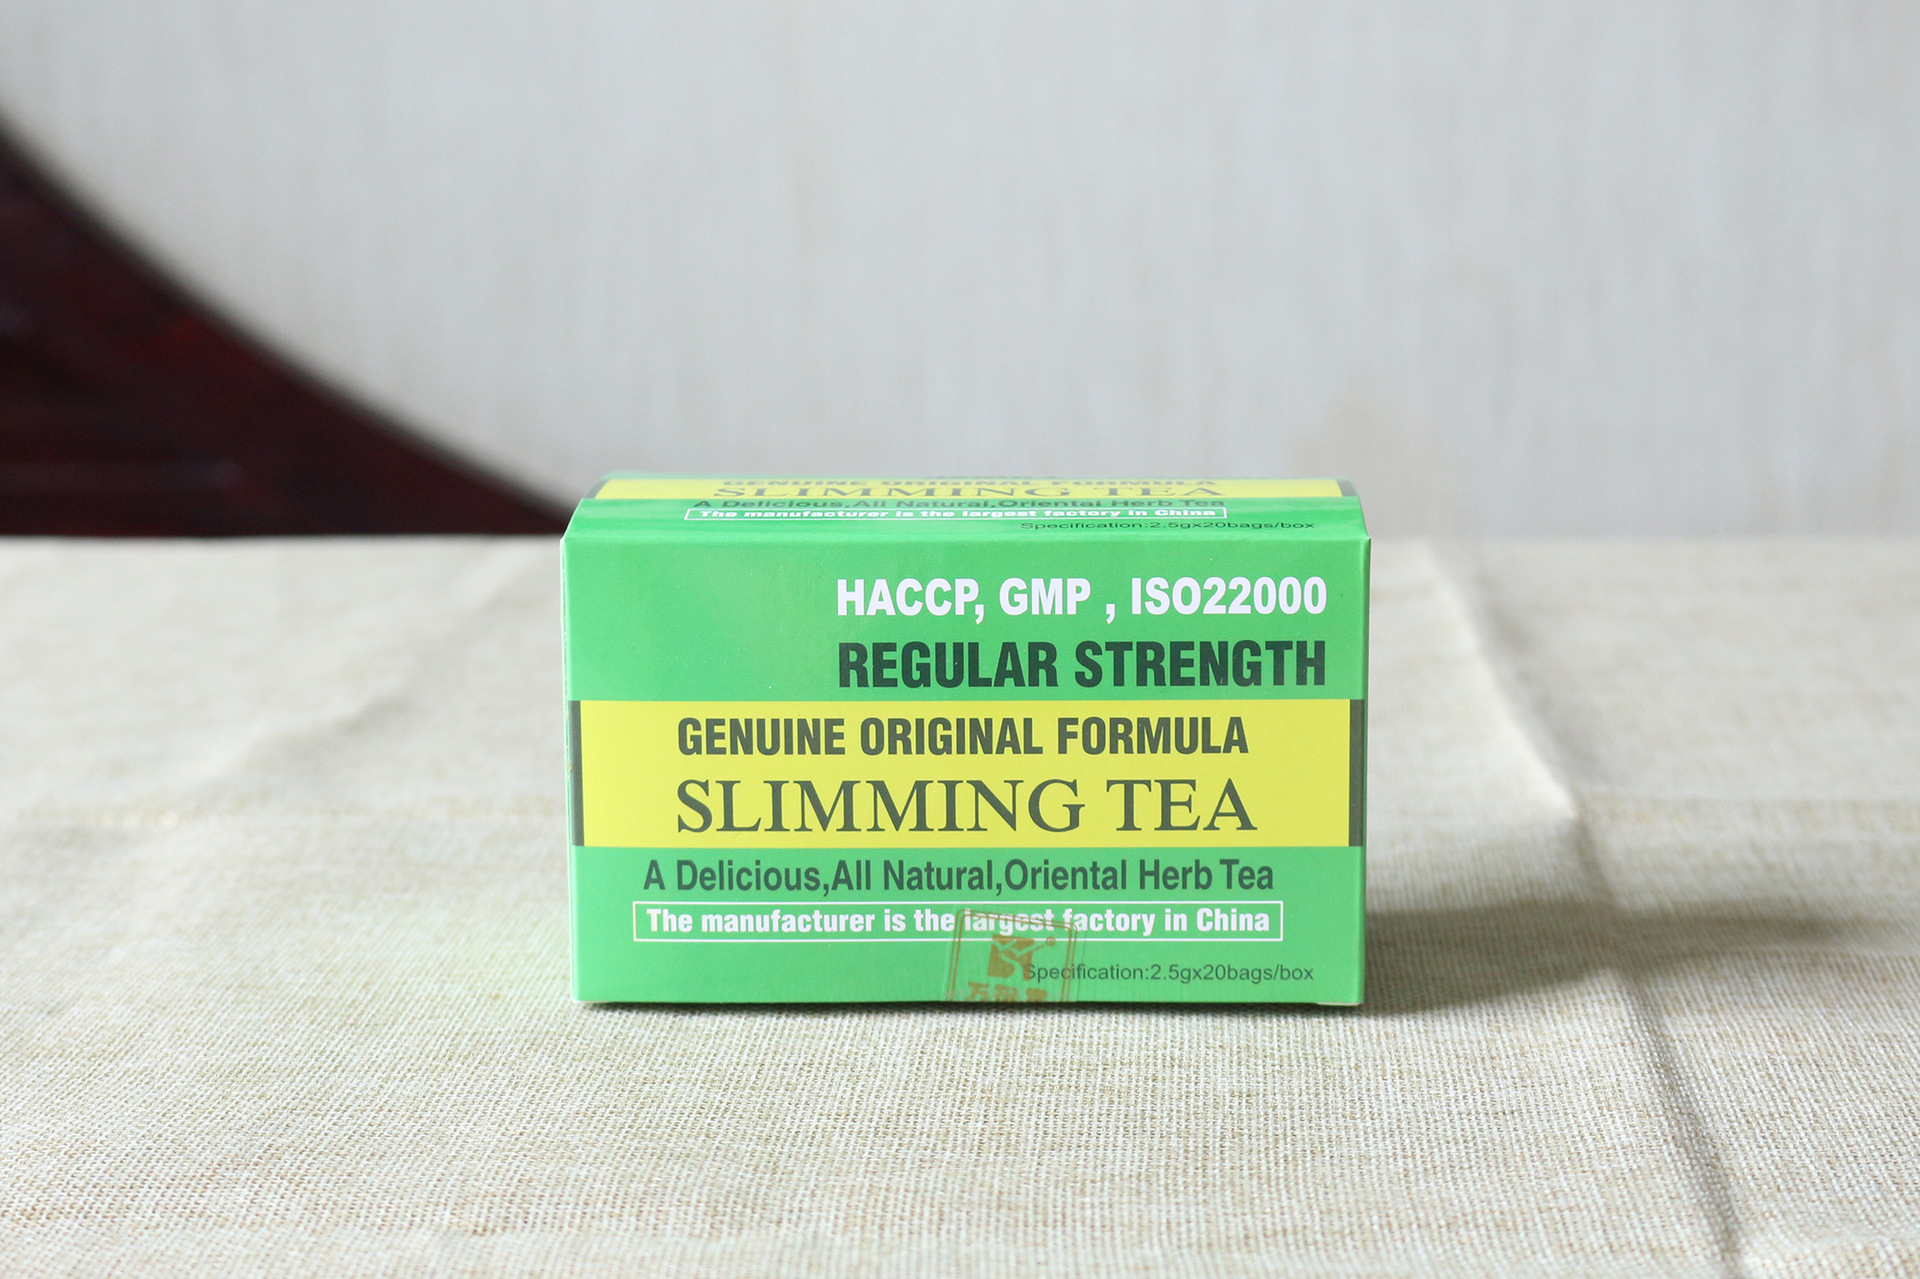 GENUINE ORIGINAL FORMULA
SLIMMING TEA
A Delicious,All Natural,Oriental Herb Tea
The manufacturer is the largest factory in China
Specification:2.5gx20bags/box
HACCP, GMP , ISO22000
REGULAR STRENGTH
GENUINE ORIGINAL FORMULA
SLIMMING TEA
A Delicious,All Natural,Oriental Herb Tea
The manufacturer is the largest factory in China
Specification:2.5gx20bags/box